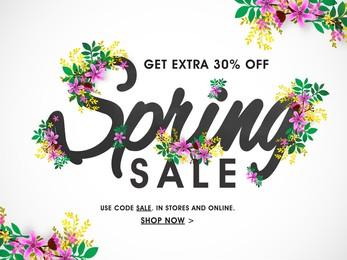 GET EXTRA 30% OFF
Spring
SALE
USE CODE SALE. IN STORES AND ONLINE.
SHOP NOW >